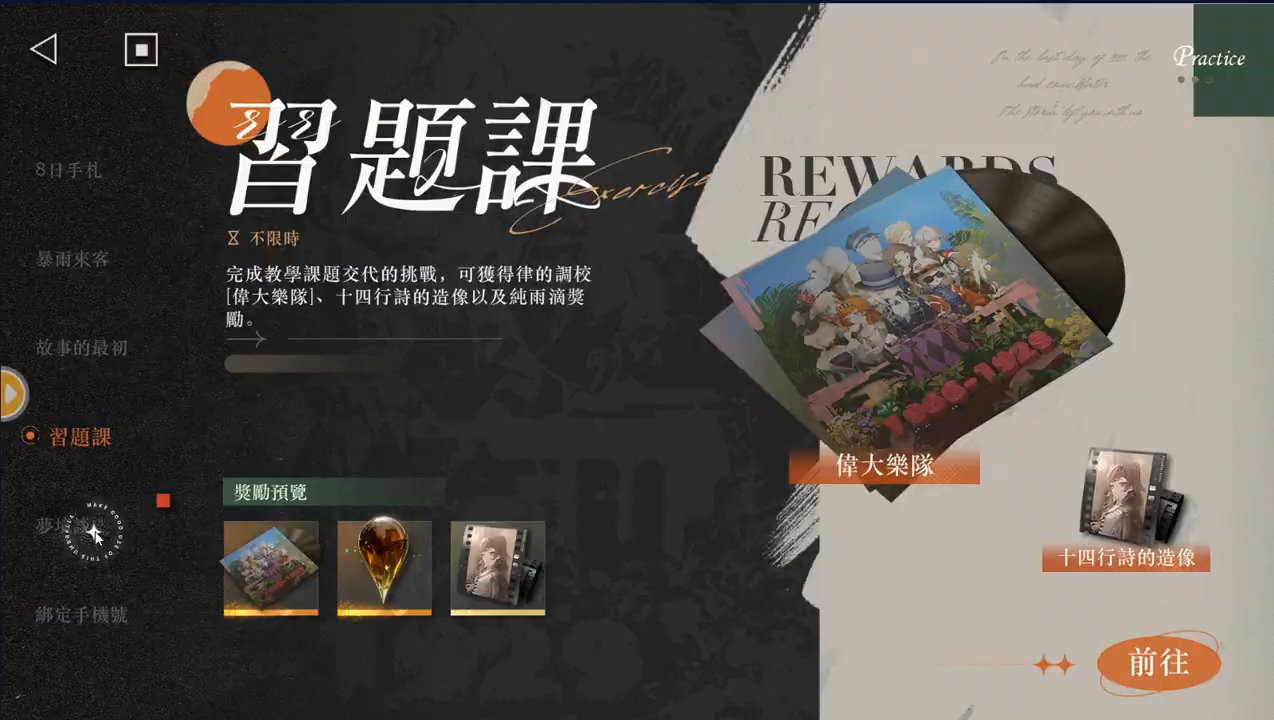 Practice
習題課
exercise
不限時
完成教學課題交代的挑戰，可獲得律的調校
[偉大樂隊]、十四行詩的造像以及純雨滴獎
勵。
REWARDS
8日手札
暴雨來客
故事的最初
習題課
綁定手機號
獎勵預覽
偉大樂隊
十四行詩的造像
前往